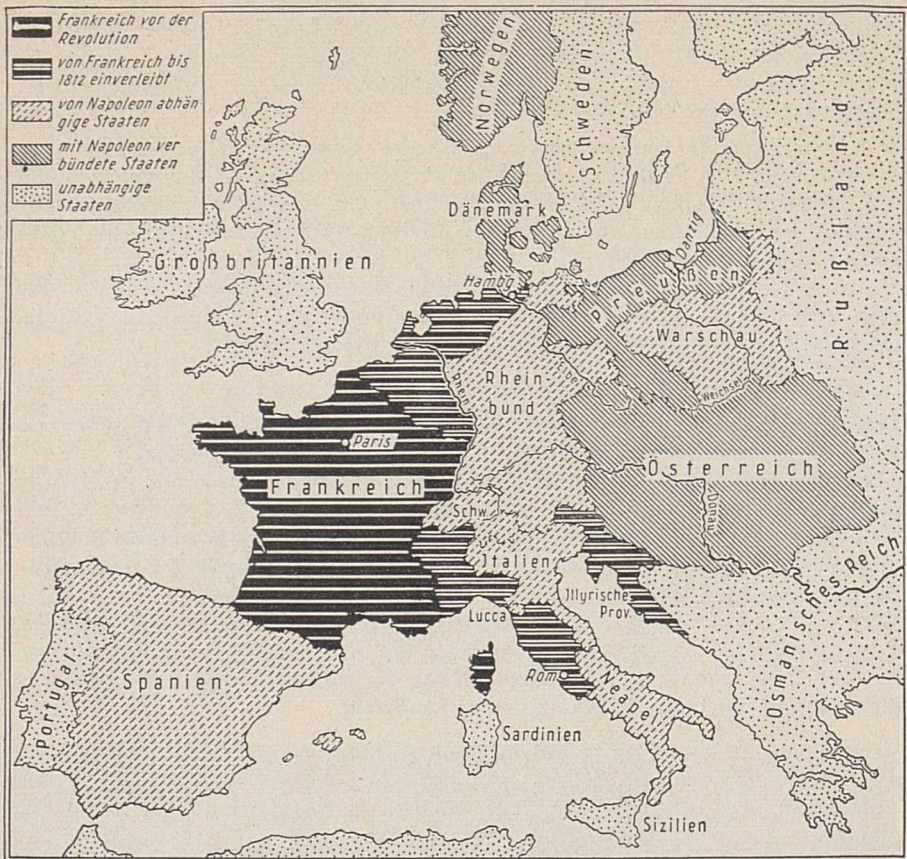 Frankreich vor der
Revolution
von Frankreich bis
1812 einverleibt
von Napoleon abhän-
gige Staaten
mit Napoleon ver
bündete Staaten
unabhängige
Staaten
Norwegen
Schweden
Rußland
Dänemark
Großbritannien
Hambg
Danzig
Preußen
Warschau
Weichsel
Oder
Rhein
Rhein-
bund
Paris
Frankreich
Österreich
Donau
Schw.
Italien
Illyrische
Prov.
Osmanisches Reich
Lucca
Rom
Neapel
Portugal
Spanien
Sardinien
Sizilien